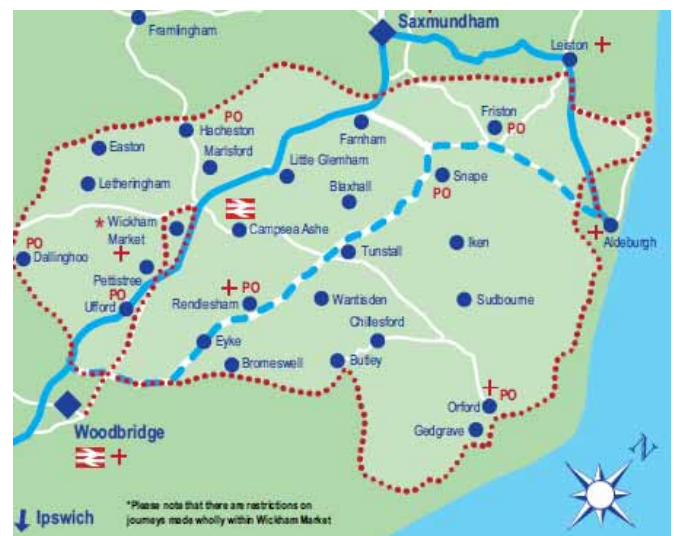 Saxmundham
Framlingham
Leiston
PO
Hacheston
Friston
PO
Farnham
Easton
Marlsford
Little Glemham
Snape
Letheringham
Blaxhall
PO
* Wickham
Market
Campsea Ashe
Aldeburgh
PO
Dallinghoo
Tunstall
Iken
Pettistree
PO
Ufford
PO
Rendlesham
Wantisden
Sudbourne
Chillesford
Eyke
Bromeswell
Butley
PO
Orford
Gedgrave
Woodbridge
N
Ipswich
*Please note that there are restrictions on
journeys made wholly within Wickham Market